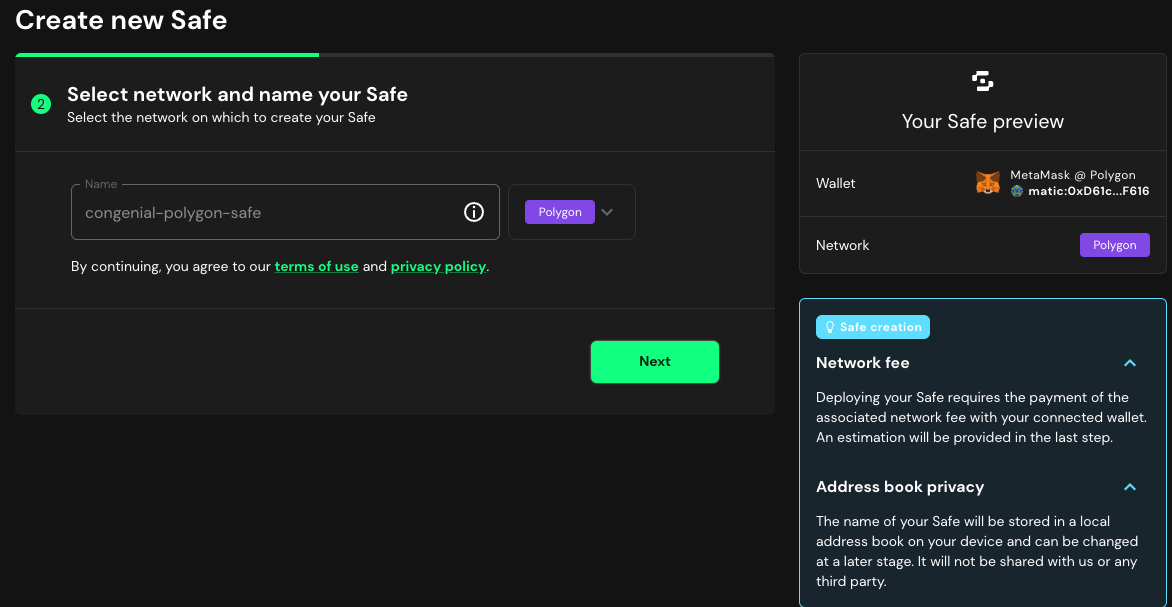 Create new Safe
2
Select network and name your Safe
Select the network on which to create your Safe
Name
congenial-polygon-safe
Polygon
By continuing, you agree to our terms of use and privacy policy.
Next
Your Safe preview
Wallet
MetaMask @ Polygon
matic:0xD61c...F616
Network
Polygon
Safe creation
Network fee
Deploying your Safe requires the payment of the
associated network fee with your connected wallet.
An estimation will be provided in the last step.
Address book privacy
The name of your Safe will be stored in a local
address book on your device and can be changed
at a later stage. It will not be shared with us or any
third party.